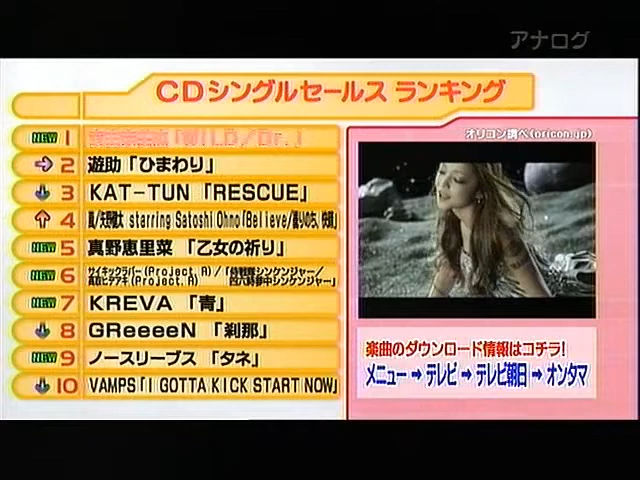 アナログ
CDシングルセールス ランキング
オリコン調べ(oricon.jp)
NEW 1 「WILD/Dr.」
2 遊助「ひまわり」
3 KAT-TUN 「RESCUE」
4 starring Satoshi Ohno「Believe/曇りのち、快晴」
NEW 5 真野恵里菜 「乙女の祈り」
NEW 6 サイキックラバー(Project.R)/「侍戦隊シンケンジャー/
高取ヒデアキ(Project.R) 四六時夢中シンケンジャー」
NEW 7 KREVA 「青」
8 GReeeeN 「刹那」
NEW 9 ノースリーブス 「タネ」
10 VAMPS「I GOTTA KICK START NOW」
楽曲のダウンロード情報はコチラ!
メニュー➡テレビ➡テレビ朝日➡オンタマ